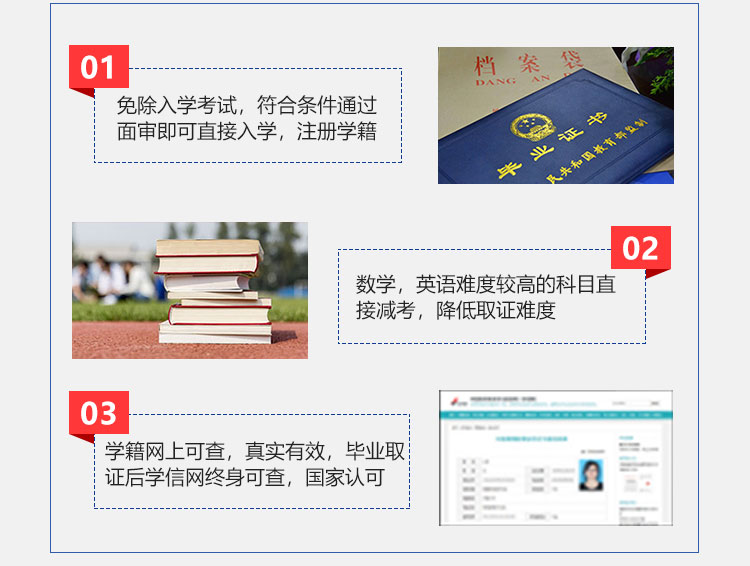 01
免除入学考试，符合条件通过
面审即可直接入学，注册学籍
档案袋
DANG AN D
毕业证书
民共和国教育部监制
02
数学，英语难度较高的科目直
接减考，降低取证难度
03
学籍网上可查，真实有效，毕业取
证后学信网终身可查，国家认可